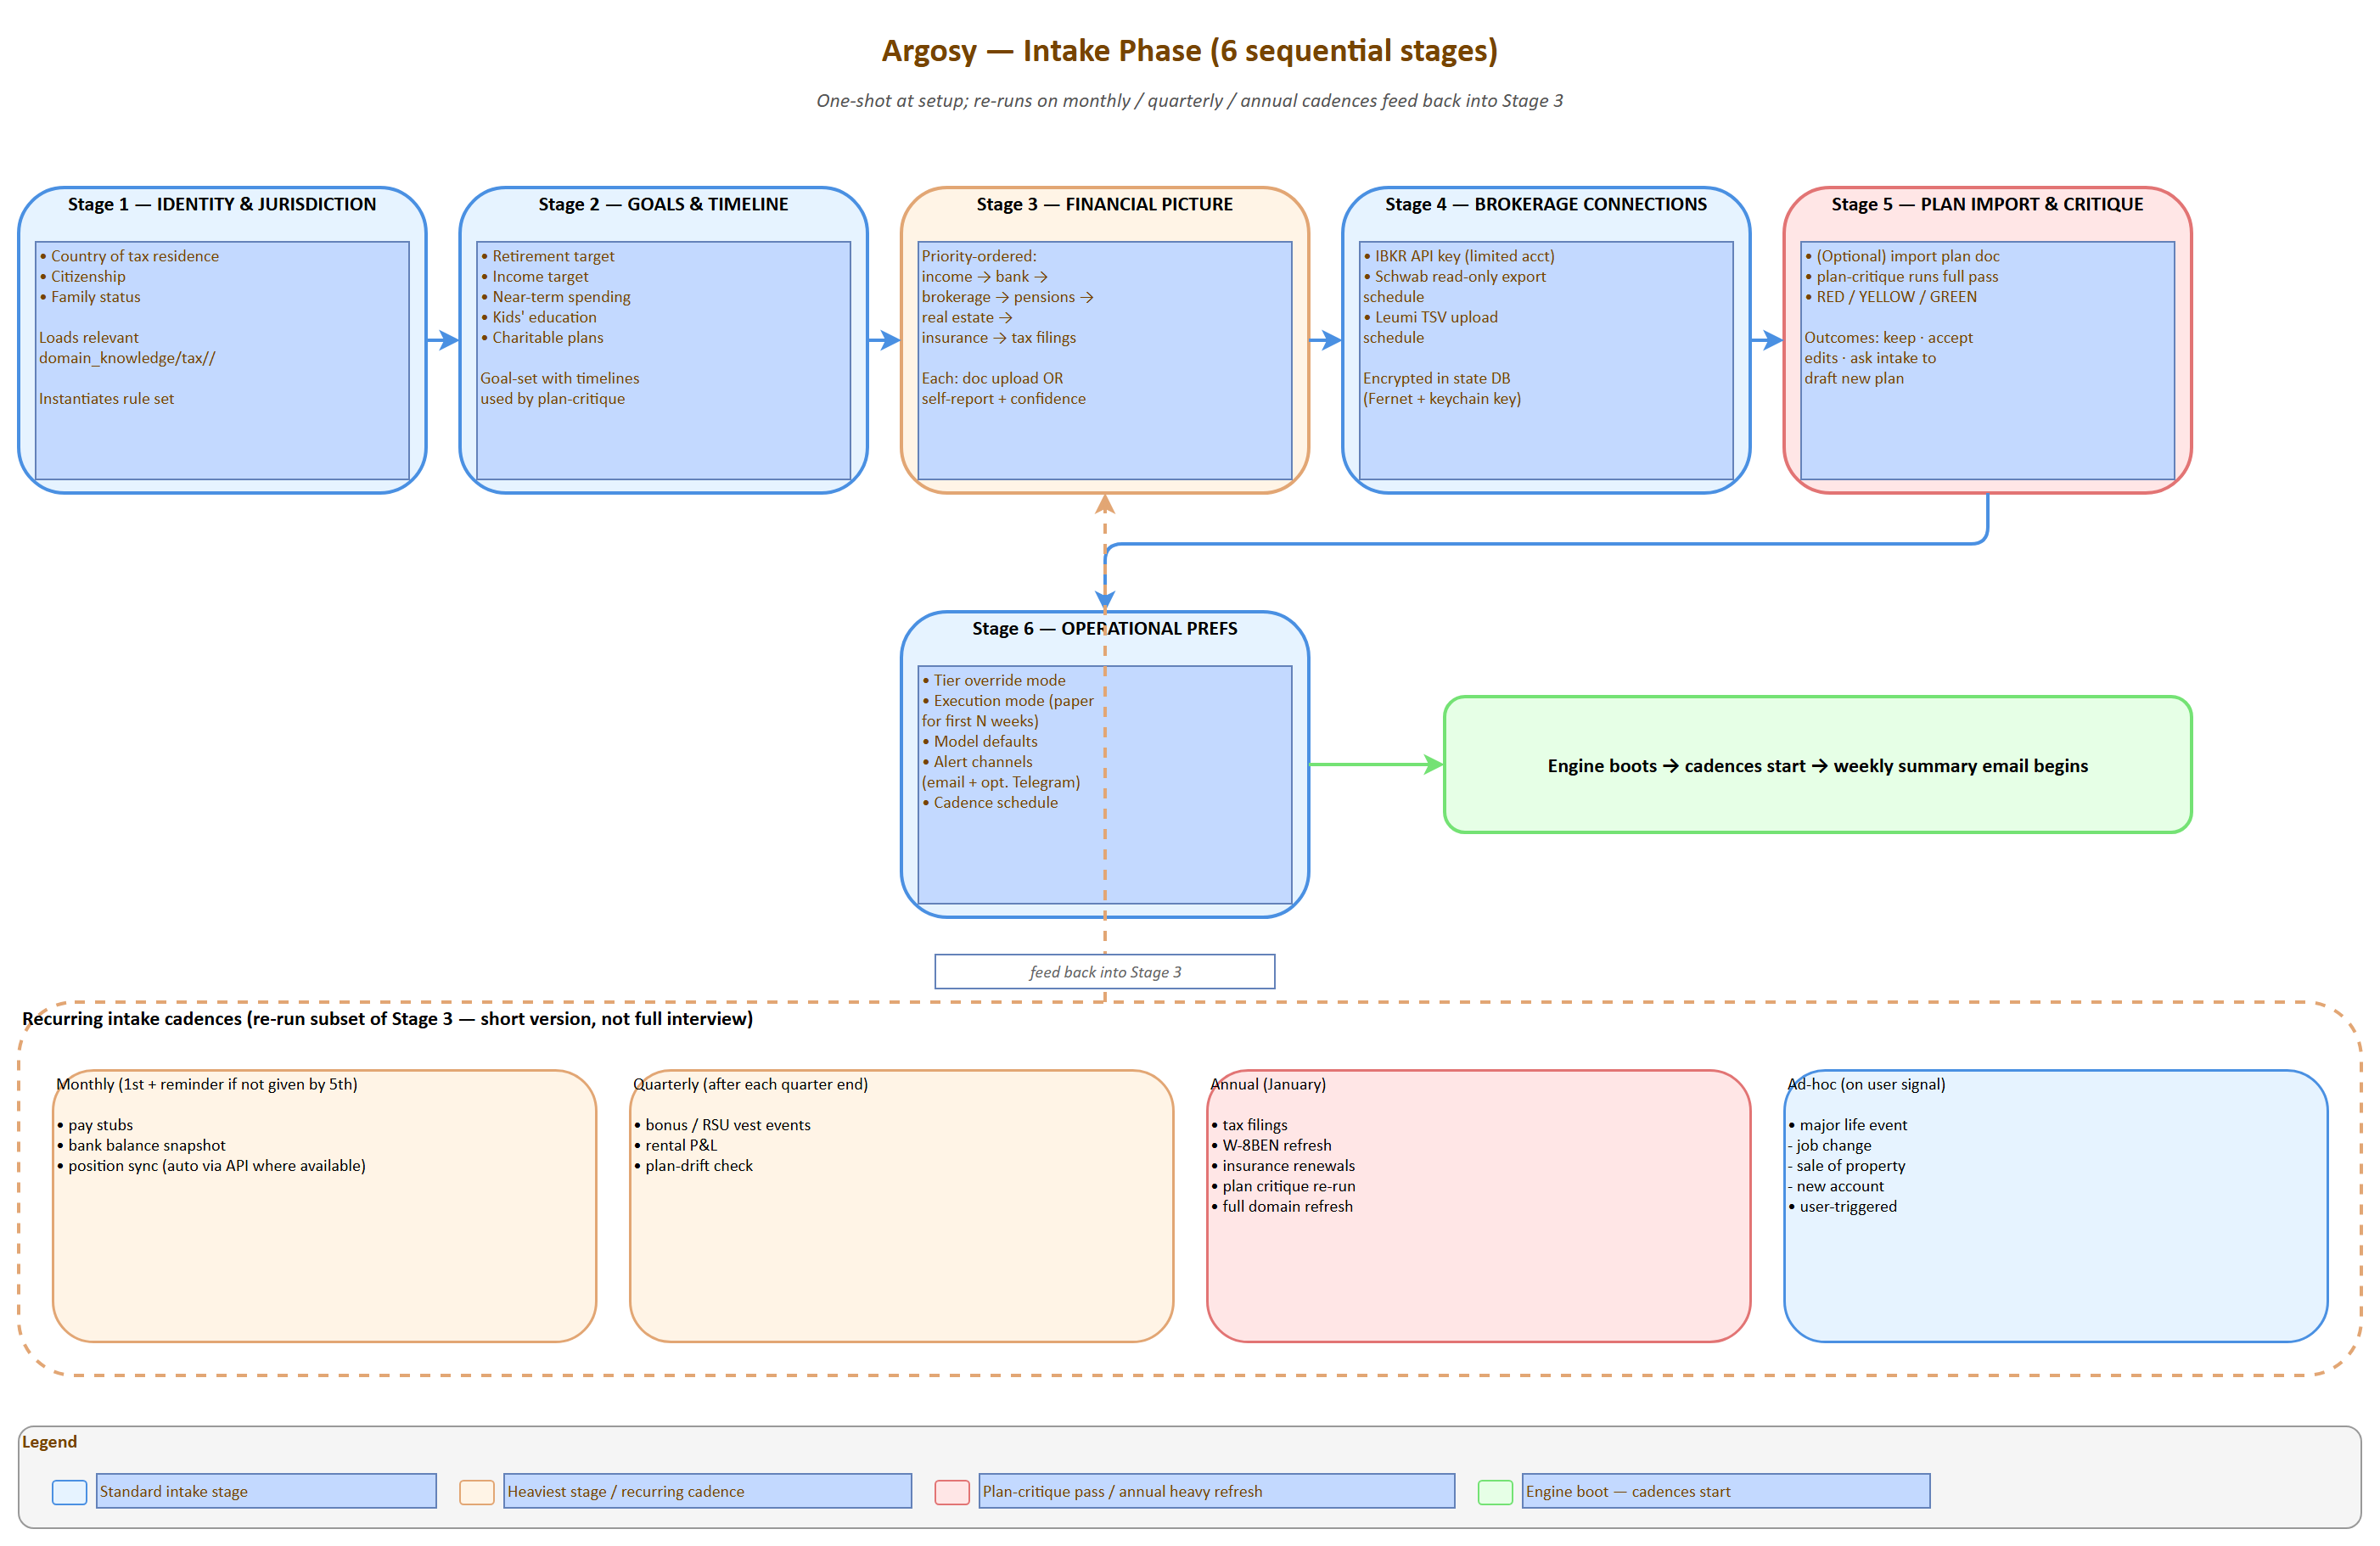 Argosy — Intake Phase (6 sequential stages)
One-shot at setup; re-runs on monthly / quarterly / annual cadences feed back into Stage 3
Stage 1 — IDENTITY & JURISDICTION
• Country of tax residence
• Citizenship
• Family status
Loads relevant
domain_knowledge/tax//
Instantiates rule set
Stage 2 — GOALS & TIMELINE
• Retirement target
• Income target
• Near-term spending
• Kids' education
• Charitable plans
Goal-set with timelines
used by plan-critique
Stage 3 — FINANCIAL PICTURE
Priority-ordered:
income → bank →
brokerage → pensions →
real estate →
insurance → tax filings
Each: doc upload OR
self-report + confidence
Stage 4 — BROKERAGE CONNECTIONS
• IBKR API key (limited acct)
• Schwab read-only export
schedule
• Leumi TSV upload
schedule
Encrypted in state DB
(Fernet + keychain key)
Stage 5 — PLAN IMPORT & CRITIQUE
• (Optional) import plan doc
• plan-critique runs full pass
• RED / YELLOW / GREEN
Outcomes: keep · accept
edits · ask intake to
draft new plan
Stage 6 — OPERATIONAL PREFS
• Tier override mode
• Execution mode (paper
for first N weeks)
• Model defaults
• Alert channels
(email + opt. Telegram)
• Cadence schedule
Engine boots → cadences start → weekly summary email begins
feed back into Stage 3
Recurring intake cadences (re-run subset of Stage 3 — short version, not full interview)
Monthly (1st + reminder if not given by 5th)
• pay stubs
• bank balance snapshot
• position sync (auto via API where available)
Quarterly (after each quarter end)
• bonus / RSU vest events
• rental P&L
• plan-drift check
Annual (January)
• tax filings
• W-8BEN refresh
• insurance renewals
• plan critique re-run
• full domain refresh
Ad-hoc (on user signal)
• major life event
- job change
- sale of property
- new account
• user-triggered
Legend
Standard intake stage
Heaviest stage / recurring cadence
Plan-critique pass / annual heavy refresh
Engine boot — cadences start